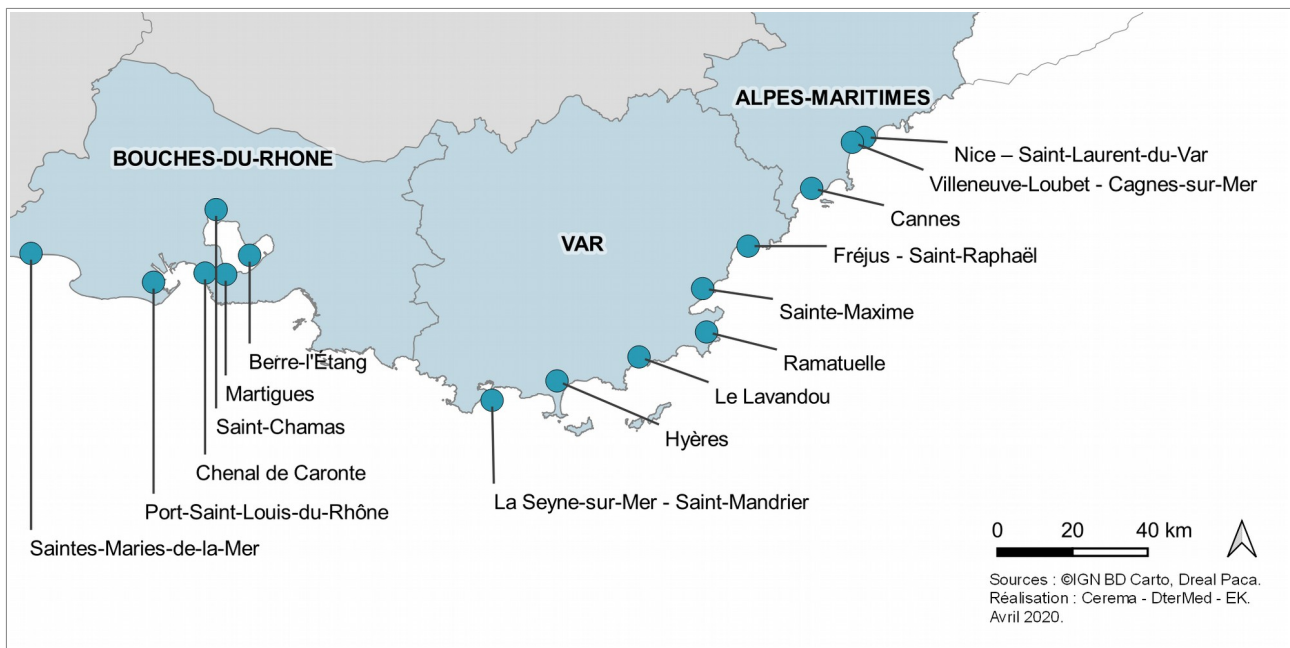 ALPES-MARITIMES
BOUCHES-DU-RHONE
VAR
Nice – Saint-Laurent-du-Var
Villeneuve-Loubet - Cagnes-sur-Mer
Cannes
Fréjus - Saint-Raphaël
Sainte-Maxime
Ramatuelle
Le Lavandou
Hyères
La Seyne-sur-Mer - Saint-Mandrier
Berre-l'Étang
Martigues
Saint-Chamas
Chenal de Caronte
Port-Saint-Louis-du-Rhône
Saintes-Maries-de-la-Mer
0 20 40 km
Sources : ©IGN BD Carto, Dreal Paca.
Réalisation : Cerema - DterMed - EK.
Avril 2020.